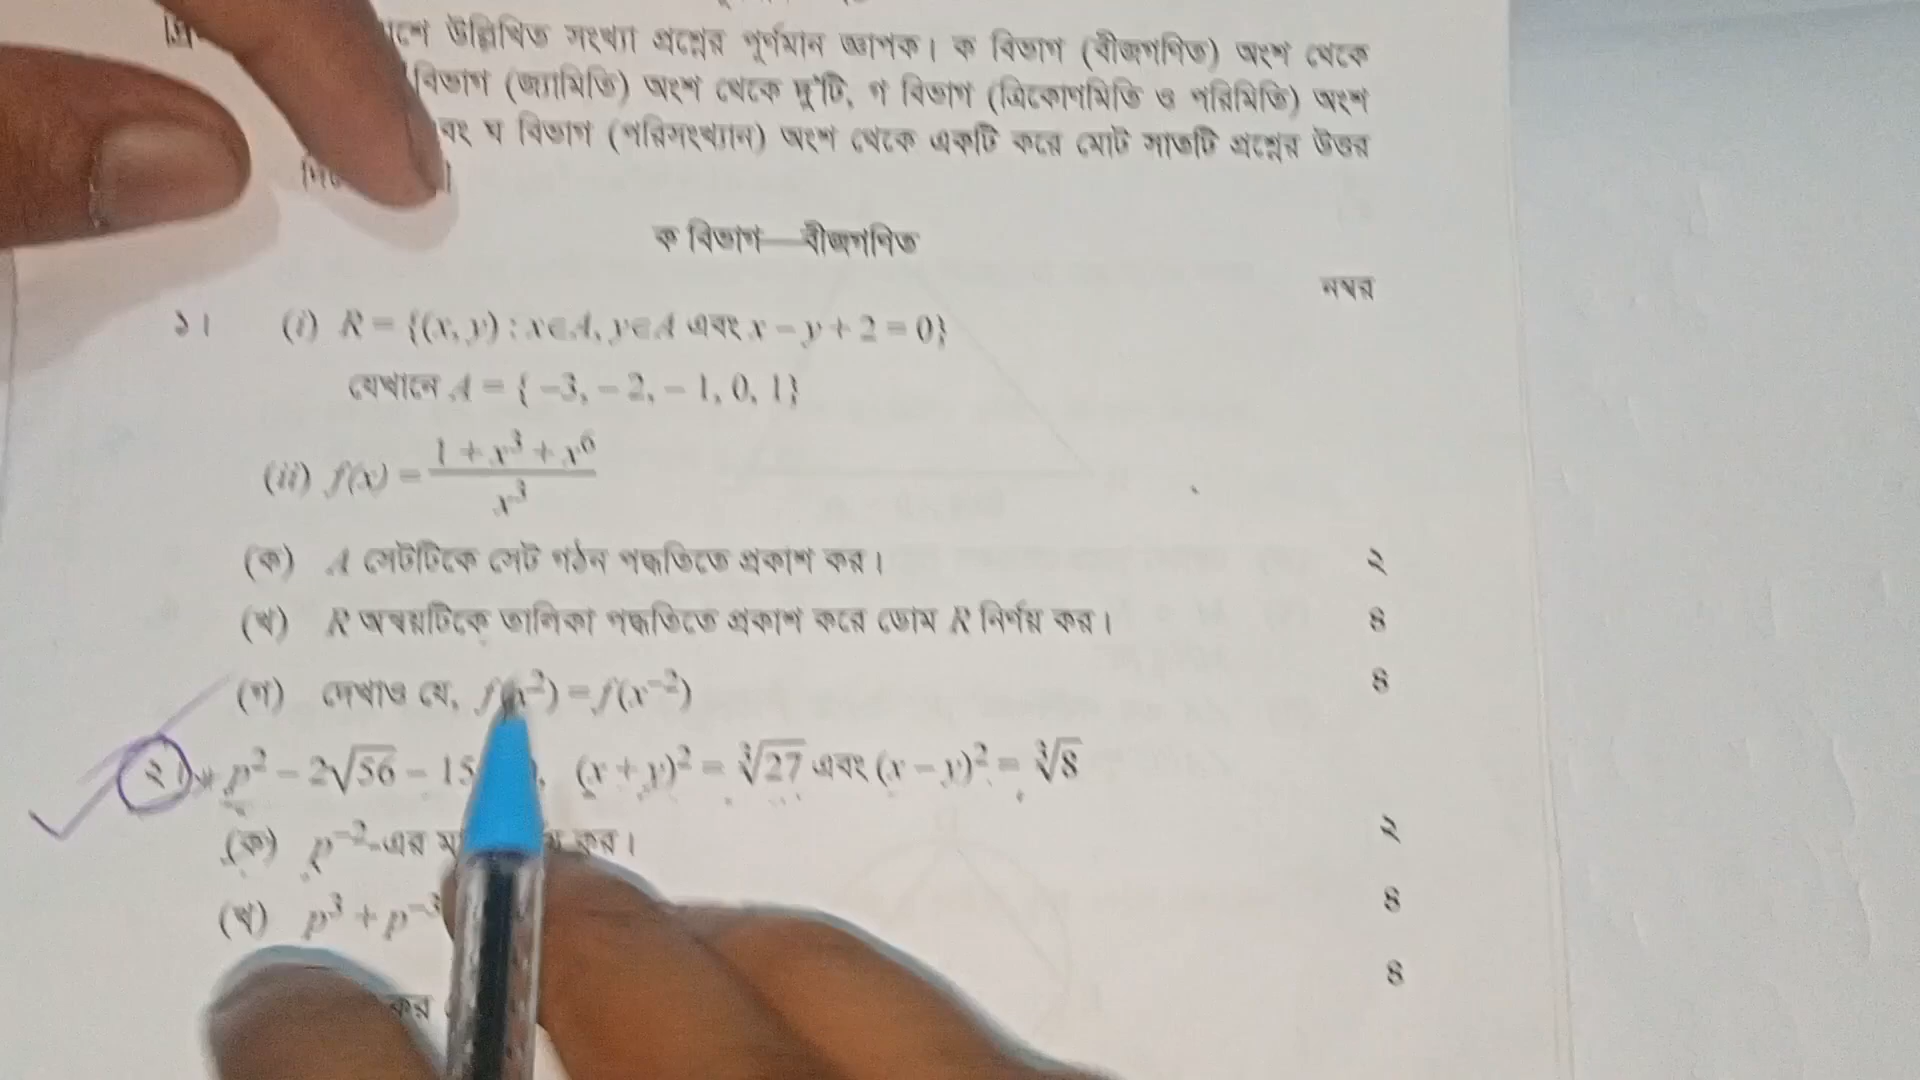 উল্লিখিত সংখ্যা প্রশ্নের পূর্ণমান জ্ঞাপক। ক বিভাগ (বীজগণিত) অংশ থেকে
বিভাগ (জ্যামিতি) অংশ থেকে দু'টি, গ বিভাগ (ত্রিকোণমিতি ও পরিমিতি) অংশ
ঘ বিভাগ (পরিসংখ্যান) অংশ থেকে একটি করে মোট সাতটি প্রশ্নের উত্তর
ক বিভাগ—বীজগণিত
নম্বর
১। (i) R = {(x, y) : x∈A, y∈A এবং x − y + 2 = 0}
যেখানে A = { −3, − 2, − 1, 0, 1}
(ii) f(x) = (1 + x³ + x⁶)/x³
(ক) A সেটটিকে সেট গঠন পদ্ধতিতে প্রকাশ কর। ২
(খ) R অন্বয়টিকে তালিকা পদ্ধতিতে প্রকাশ করে ডোম R নির্ণয় কর। ৪
(গ) দেখাও যে, f(x²) = f(x⁻²) ৪
২। p² − 2√56 − 15 (x + y)² = ∛27 এবং (x − y)² = ∛8
(ক) p⁻² -এর কর। ২
(খ) p³ + p⁻³ ৪
৪
কর